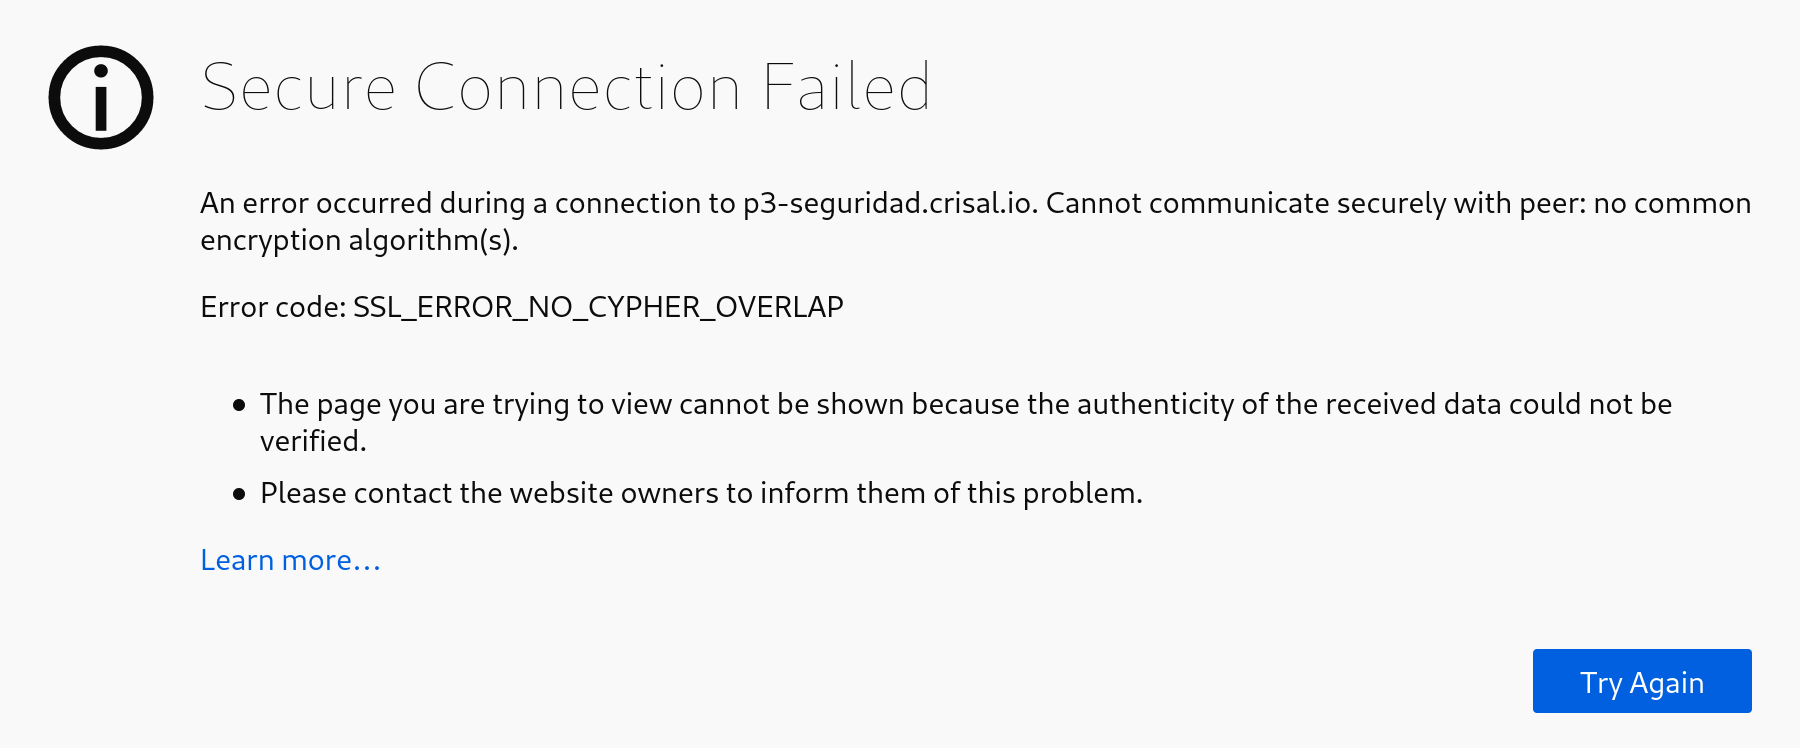 Secure Connection Failed
An error occurred during a connection to p3-seguridad.crisal.io. Cannot communicate securely with peer: no common
encryption algorithm(s).
Error code: SSL_ERROR_NO_CYPHER_OVERLAP
• The page you are trying to view cannot be shown because the authenticity of the received data could not be
verified.
• Please contact the website owners to inform them of this problem.
Learn more…
Try Again